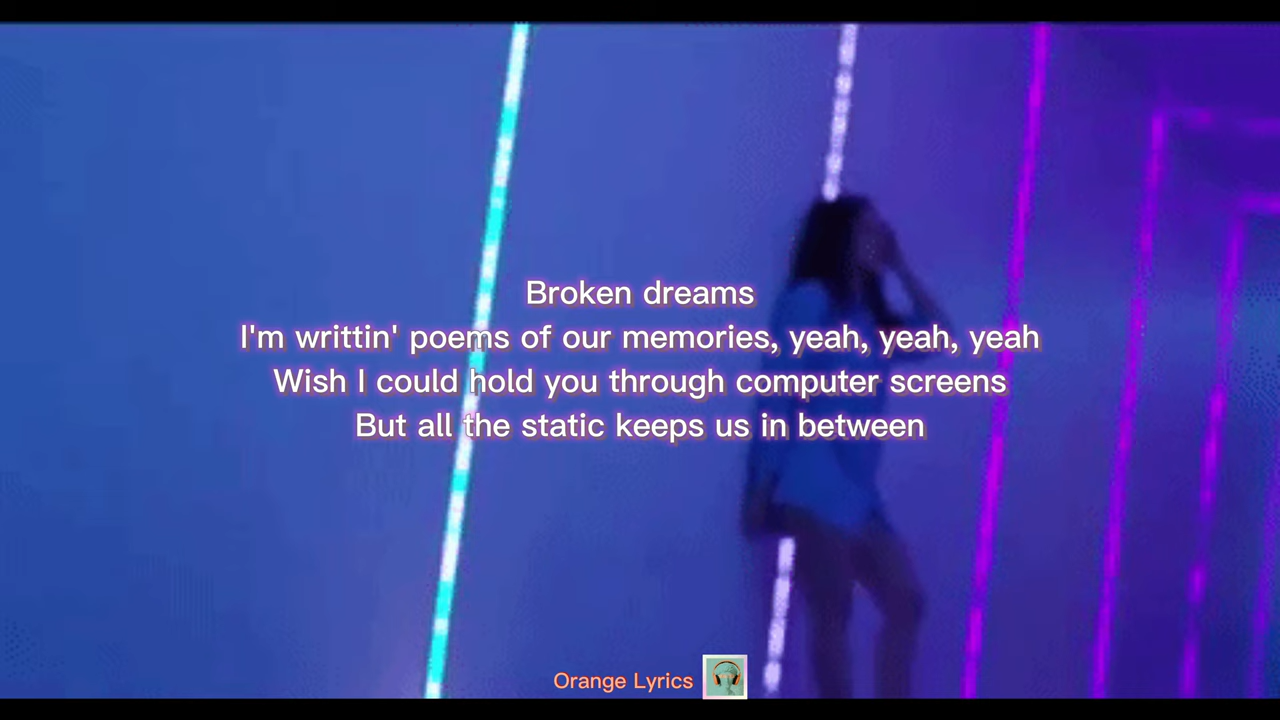 Broken dreams
I'm writtin' poems of our memories, yeah, yeah, yeah
Wish I could hold you through computer screens
But all the static keeps us in between
Orange Lyrics